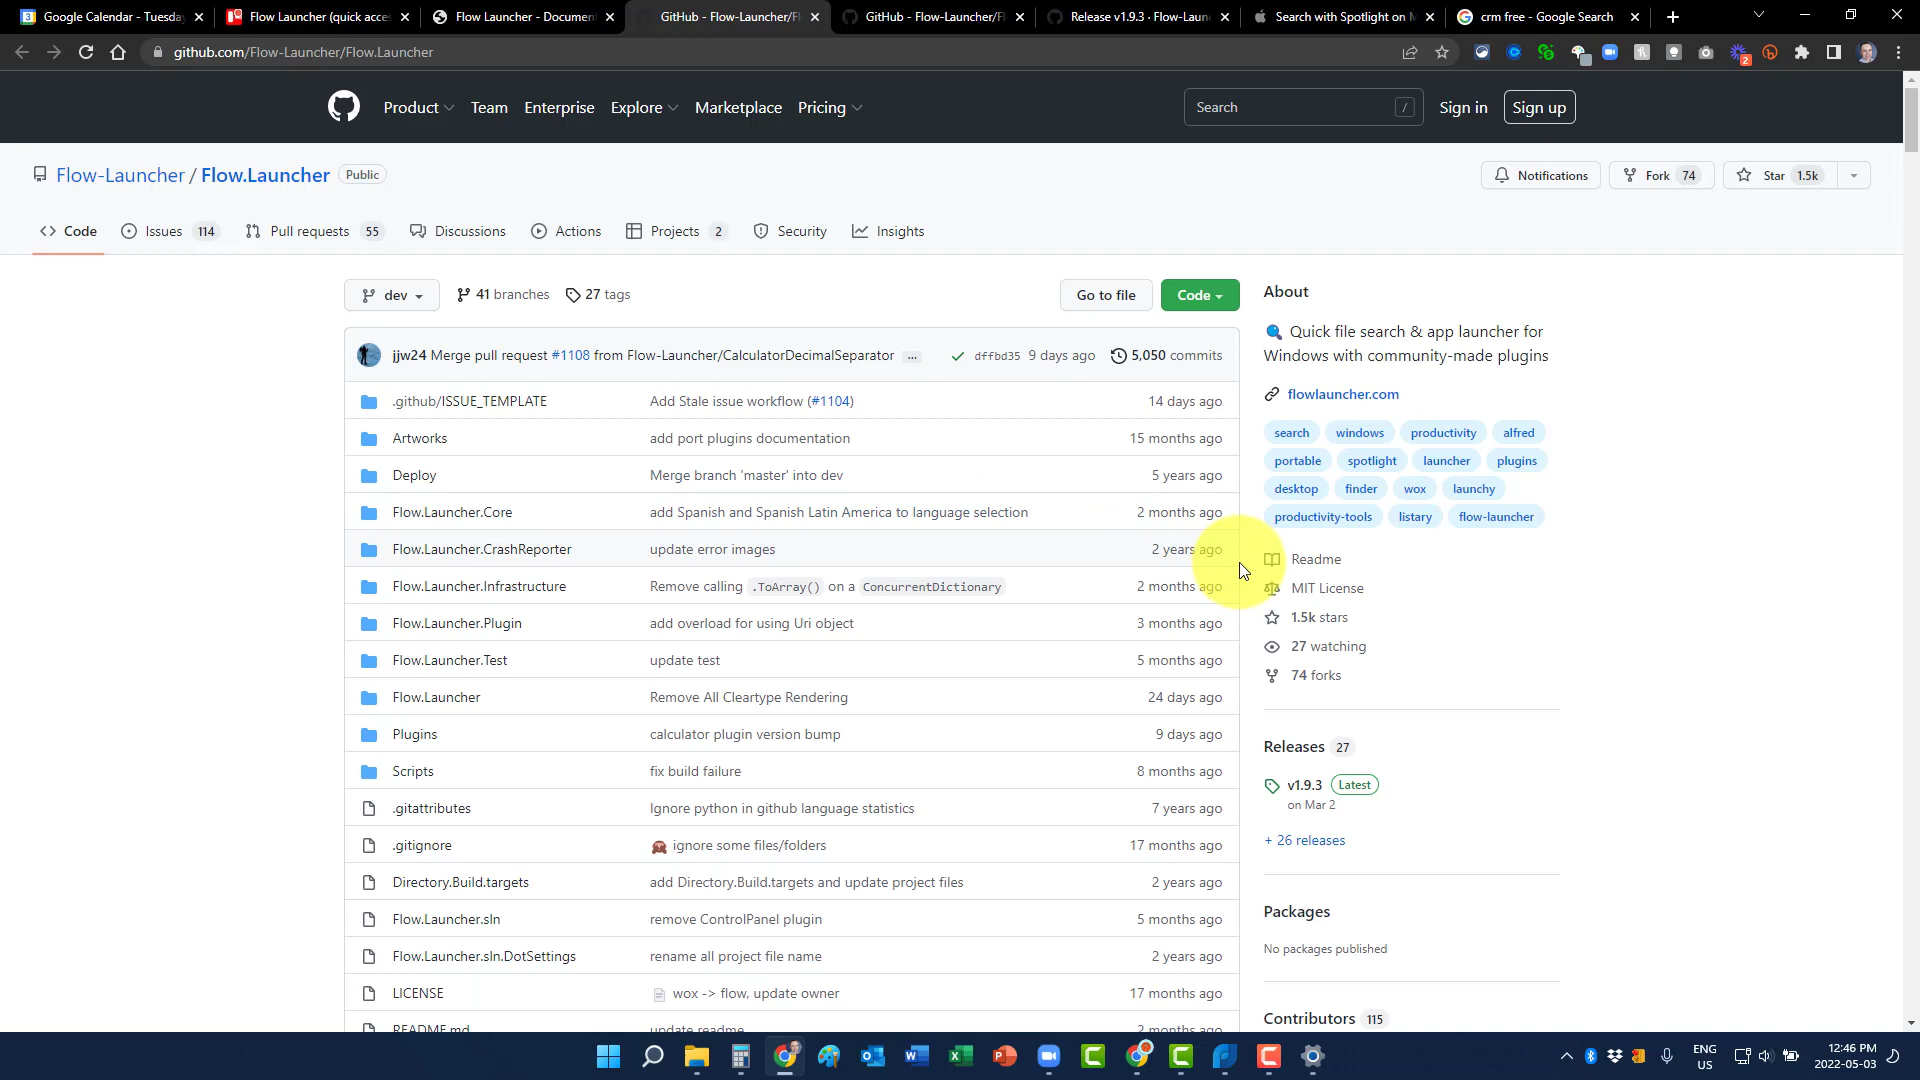 Google Calendar - Tuesday
Flow Launcher (quick acces
Flow Launcher - Document
GitHub - Flow-Launcher/Fl
GitHub - Flow-Launcher/Fl
Release v1.9.3 · Flow-Laun
Search with Spotlight on M
crm free - Google Search
github.com/Flow-Launcher/Flow.Launcher
2
Product
Team
Enterprise
Explore
Marketplace
Pricing
Search
/
Sign in
Sign up
Flow-Launcher / Flow.Launcher
Public
Notifications
Fork 74
Star 1.5k
Code
Issues 114
Pull requests 55
Discussions
Actions
Projects 2
Security
Insights
dev
41 branches
27 tags
Go to file
Code
jjw24 Merge pull request #1108 from Flow-Launcher/CalculatorDecimalSeparator ... dffbd35 9 days ago 5,050 commits
.github/ISSUE_TEMPLATE Add Stale issue workflow (#1104) 14 days ago
Artworks add port plugins documentation 15 months ago
Deploy Merge branch 'master' into dev 5 years ago
Flow.Launcher.Core add Spanish and Spanish Latin America to language selection 2 months ago
Flow.Launcher.CrashReporter update error images 2 years ago
Flow.Launcher.Infrastructure Remove calling .ToArray() on a ConcurrentDictionary 2 months ago
Flow.Launcher.Plugin add overload for using Uri object 3 months ago
Flow.Launcher.Test update test 5 months ago
Flow.Launcher Remove All Cleartype Rendering 24 days ago
Plugins calculator plugin version bump 9 days ago
Scripts fix build failure 8 months ago
.gitattributes Ignore python in github language statistics 7 years ago
.gitignore ignore some files/folders 17 months ago
Directory.Build.targets add Directory.Build.targets and update project files 2 years ago
Flow.Launcher.sln remove ControlPanel plugin 5 months ago
Flow.Launcher.sln.DotSettings rename all project file name 2 years ago
LICENSE wox -> flow, update owner 17 months ago
README.md update readme 2 months ago
About
Quick file search & app launcher for
Windows with community-made plugins
flowlauncher.com
search windows productivity alfred
portable spotlight launcher plugins
desktop finder wox launchy
productivity-tools listary flow-launcher
Readme
MIT License
1.5k stars
27 watching
74 forks
Releases 27
v1.9.3 Latest
on Mar 2
+ 26 releases
Packages
No packages published
Contributors 115
ENG
US
12:46 PM
2022-05-03